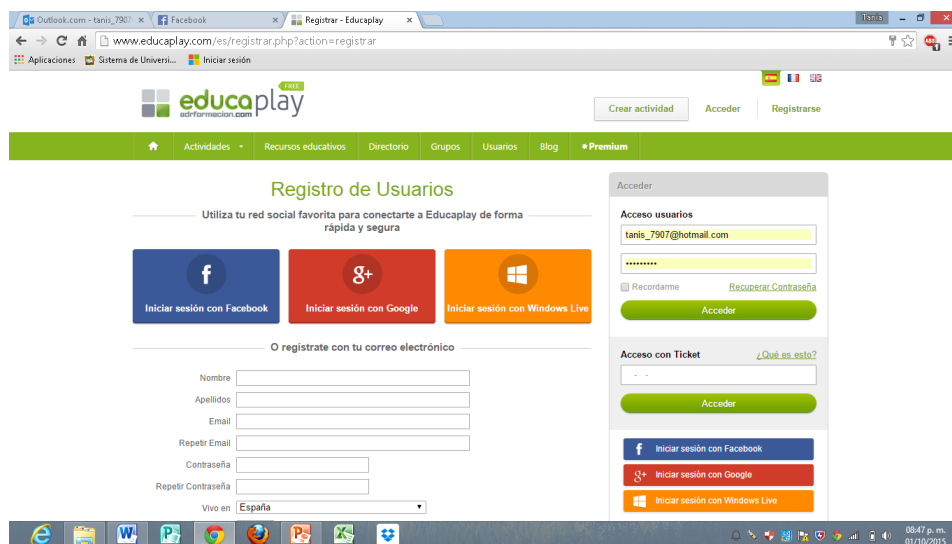 Outlook.com - tanis_7907
Facebook
Registrar - Educaplay
Tania
www.educaplay.com/es/registrar.php?action=registrar
Aplicaciones
Sistema de Universi...
Iniciar sesión
educaplay
FREE
adrformacion.com
Crear actividad
Acceder
Registrarse
Actividades
Recursos educativos
Directorio
Grupos
Usuarios
Blog
Premium
Registro de Usuarios
Utiliza tu red social favorita para conectarte a Educaplay de forma
rápida y segura
Iniciar sesión con Facebook
Iniciar sesión con Google
Iniciar sesión con Windows Live
O regístrate con tu correo electrónico
Nombre
Apellidos
Email
Repetir Email
Contraseña
Repetir Contraseña
Vivo en España
Acceder
Acceso usuarios
tanis_7907@hotmail.com
•••••••••
Recordarme
Recuperar Contraseña
Acceder
Acceso con Ticket
¿Qué es esto?
- -
Acceder
Iniciar sesión con Facebook
Iniciar sesión con Google
Iniciar sesión con Windows Live
08:47 p. m.
01/10/2015